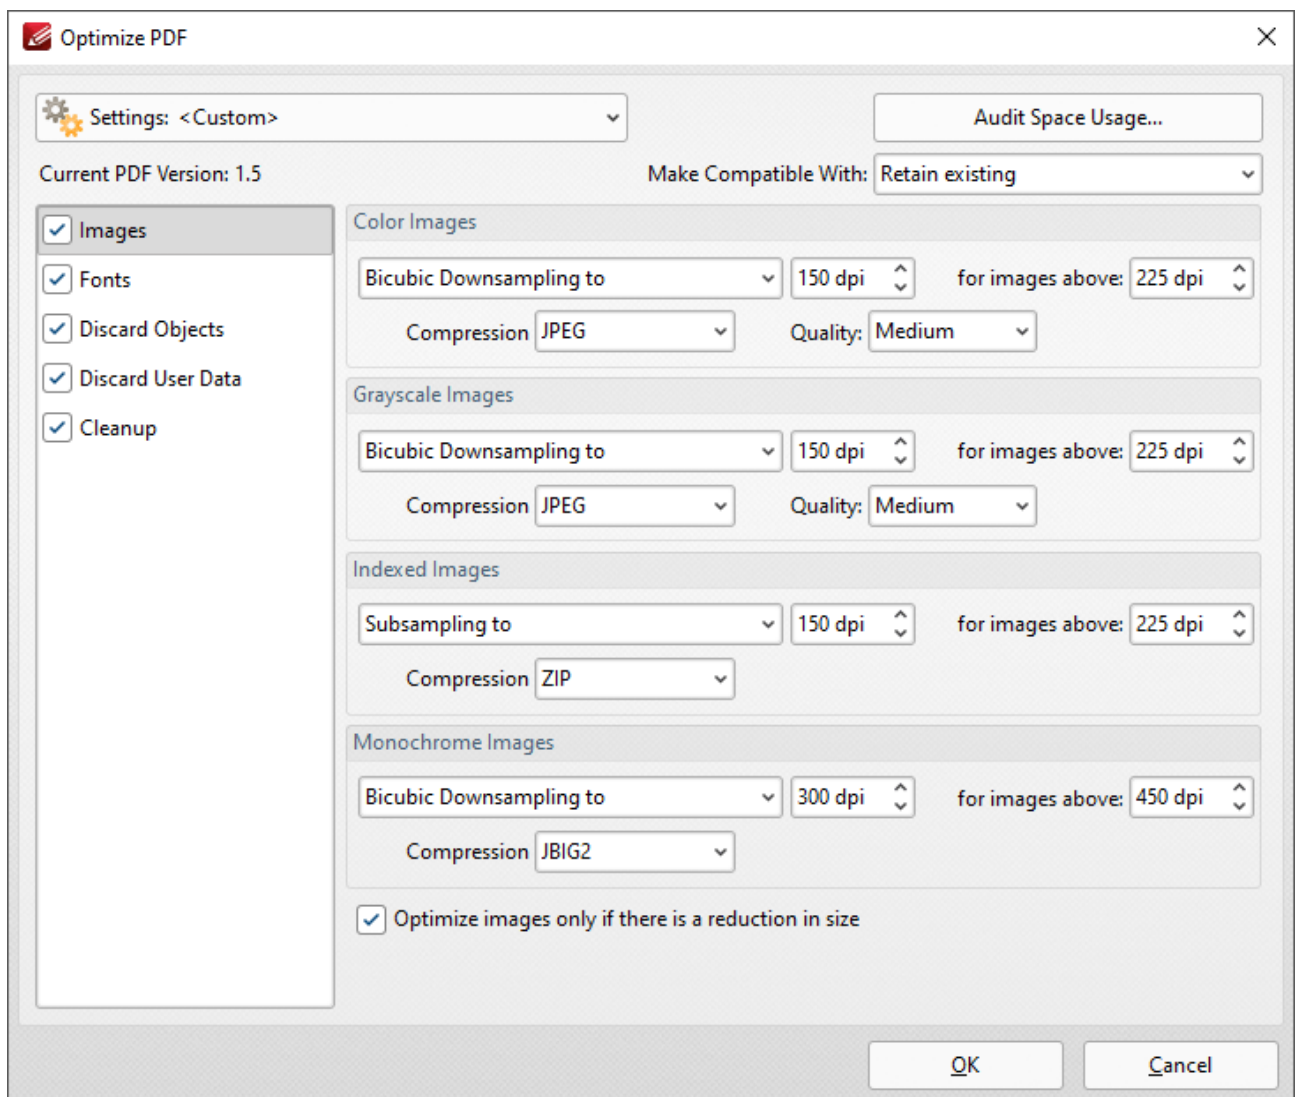 Optimize PDF
Settings: <Custom>
Audit Space Usage...
Current PDF Version: 1.5
Make Compatible With: Retain existing
Images
Fonts
Discard Objects
Discard User Data
Cleanup
Color Images
Bicubic Downsampling to 150 dpi for images above: 225 dpi
Compression JPEG Quality: Medium
Grayscale Images
Bicubic Downsampling to 150 dpi for images above: 225 dpi
Compression JPEG Quality: Medium
Indexed Images
Subsampling to 150 dpi for images above: 225 dpi
Compression ZIP
Monochrome Images
Bicubic Downsampling to 300 dpi for images above: 450 dpi
Compression JBIG2
Optimize images only if there is a reduction in size
OK Cancel